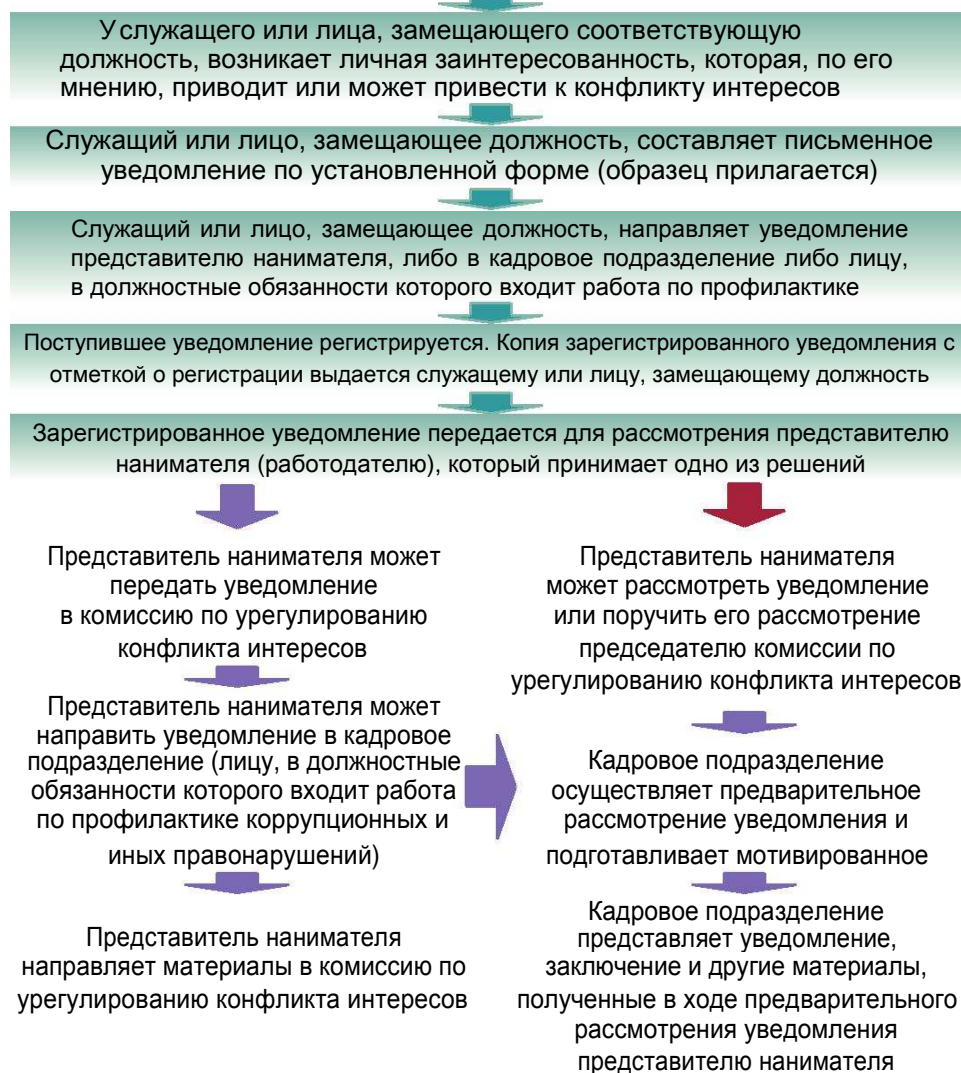 У служащего или лица, замещающего соответствующую
должность, возникает личная заинтересованность, которая, по его
мнению, приводит или может привести к конфликту интересов
Служащий или лицо, замещающее должность, составляет письменное
уведомление по установленной форме (образец прилагается)
Служащий или лицо, замещающее должность, направляет уведомление
представителю нанимателя, либо в кадровое подразделение либо лицу,
в должностные обязанности которого входит работа по профилактике
Поступившее уведомление регистрируется. Копия зарегистрированного уведомления с
отметкой о регистрации выдается служащему или лицу, замещающему должность
Зарегистрированное уведомление передается для рассмотрения представителю
нанимателя (работодателю), который принимает одно из решений
Представитель нанимателя может
передать уведомление
в комиссию по урегулированию
конфликта интересов
Представитель нанимателя может
направить уведомление в кадровое
подразделение (лицу, в должностные
обязанности которого входит работа
по профилактике коррупционных и
иных правонарушений)
Представитель нанимателя
направляет материалы в комиссию по
урегулированию конфликта интересов
Представитель нанимателя
может рассмотреть уведомление
или поручить его рассмотрение
председателю комиссии по
урегулированию конфликта интересов
Кадровое подразделение
осуществляет предварительное
рассмотрение уведомления и
подготавливает мотивированное
Кадровое подразделение
представляет уведомление,
заключение и другие материалы,
полученные в ходе предварительного
рассмотрения уведомления
представителю нанимателя